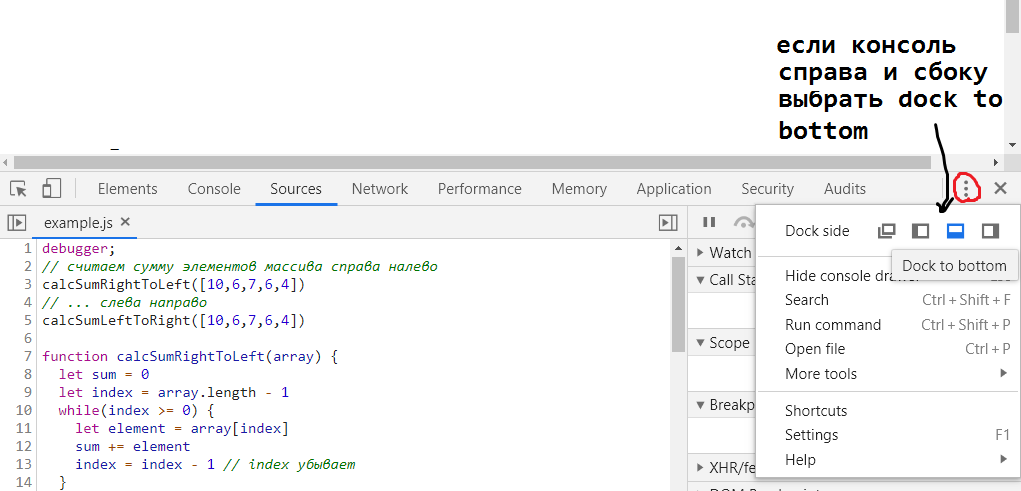 если консоль
справа и сбоку
выбрать dock to
bottom
Elements Console Sources Network Performance Memory Application Security Audits
example.js
Dock side
Dock to bottom
1 debugger;
2 // считаем сумму элементов массива справа налево
3 calcSumRightToLeft([10,6,7,6,4])
4 // ... слева направо
5 calcSumLeftToRight([10,6,7,6,4])
6
7 function calcSumRightToLeft(array) {
8 let sum = 0
9 let index = array.length - 1
10 while(index >= 0) {
11 let element = array[index]
12 sum += element
13 index = index - 1 // index убывает
14 }
Watch
Call Sta
Scope
Breakp
XHR/fe
Hide console drawer
Search Ctrl + Shift + F
Run command Ctrl + Shift + P
Open file Ctrl + P
More tools
Shortcuts
Settings F1
Help